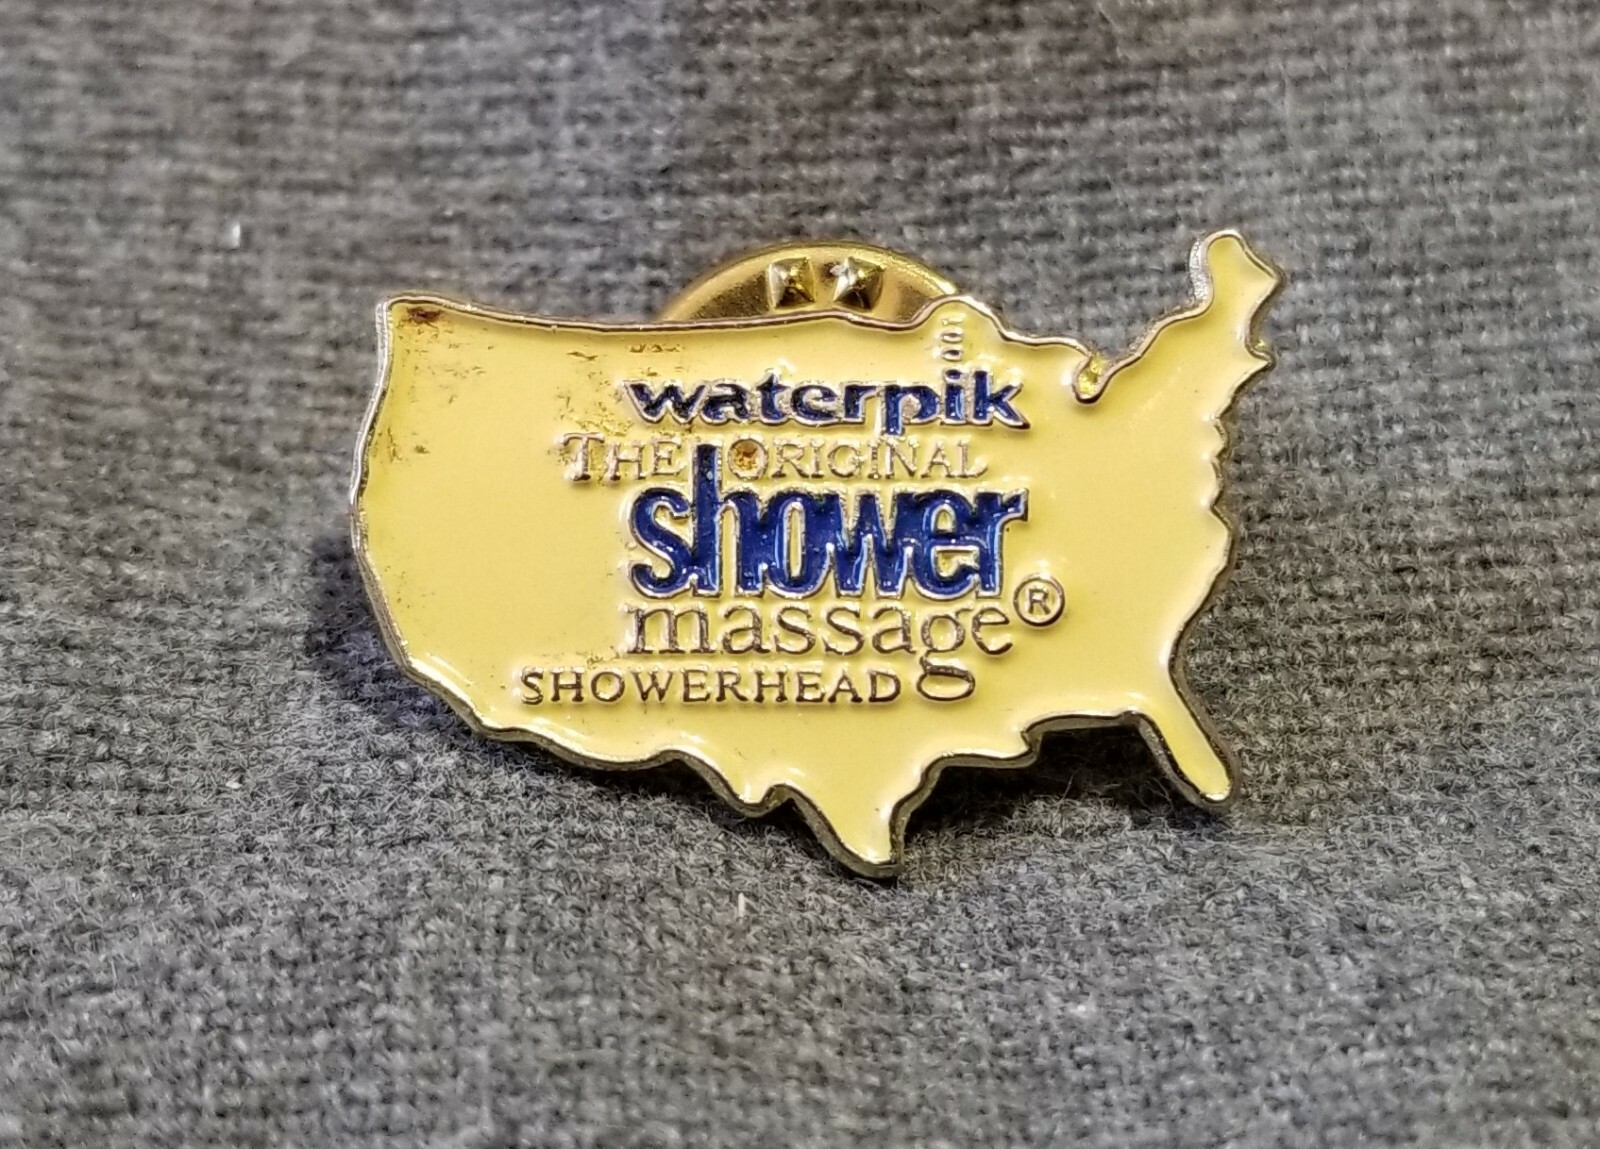 waterpik
THE ORIGINAL
shower
massage®
SHOWERHEAD